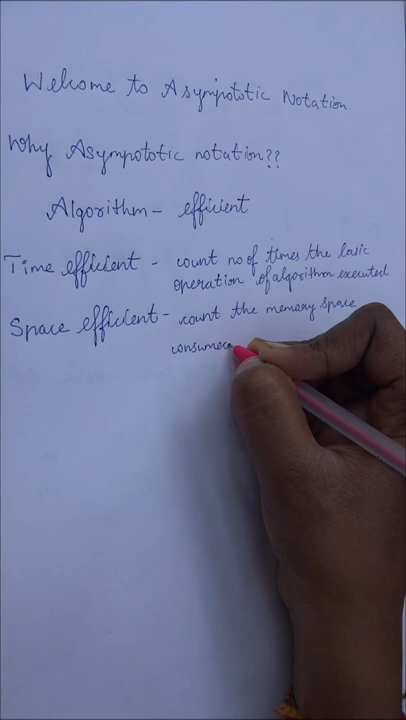 Welcome to Asympototic Notation
Why Asympototic notation??
Algorithm- efficient
Time efficient - count no of times the basic
operation of algorithm executed
Space efficient- count the memory space
consumed